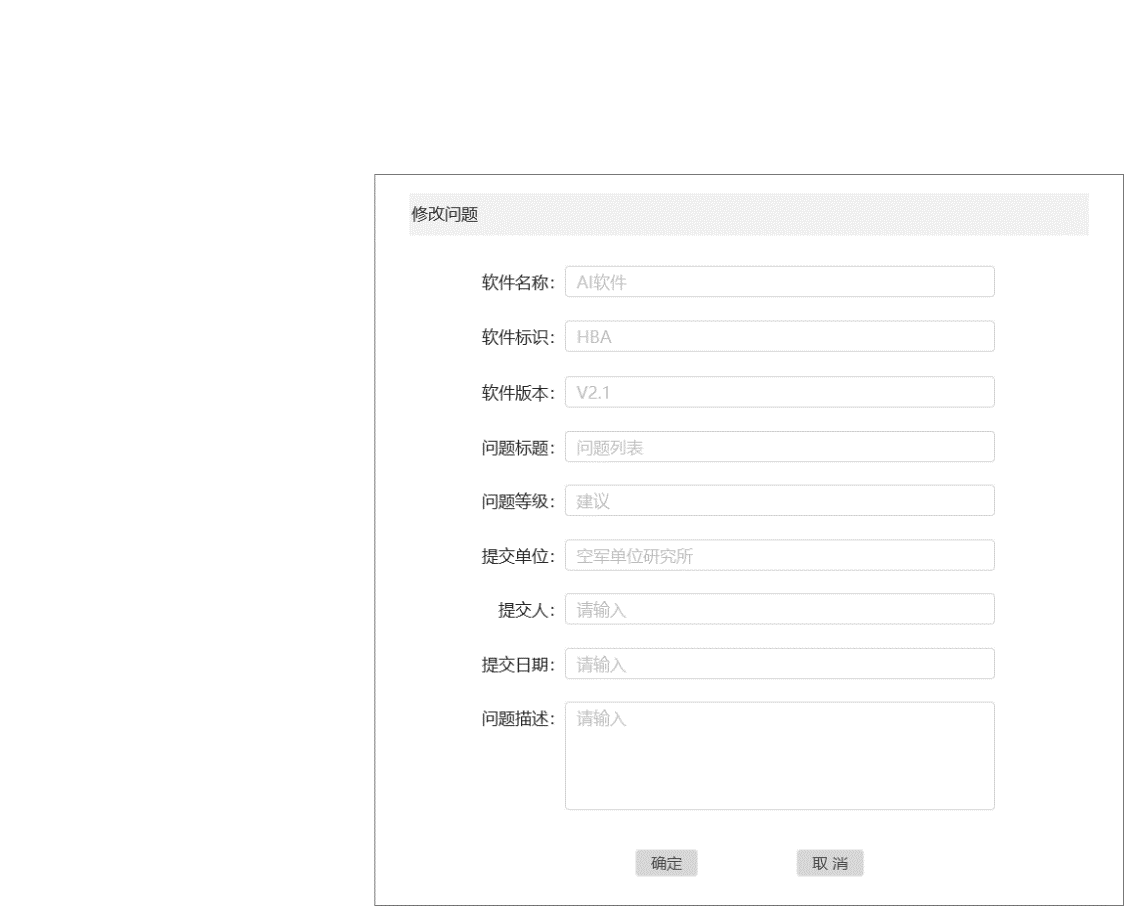 修改问题
软件名称： AI软件
软件标识： HBA
软件版本： V2.1
问题标题： 问题列表
问题等级： 建议
提交单位： 空军单位研究所
提交人： 请输入
提交日期： 请输入
问题描述： 请输入
确定 取 消